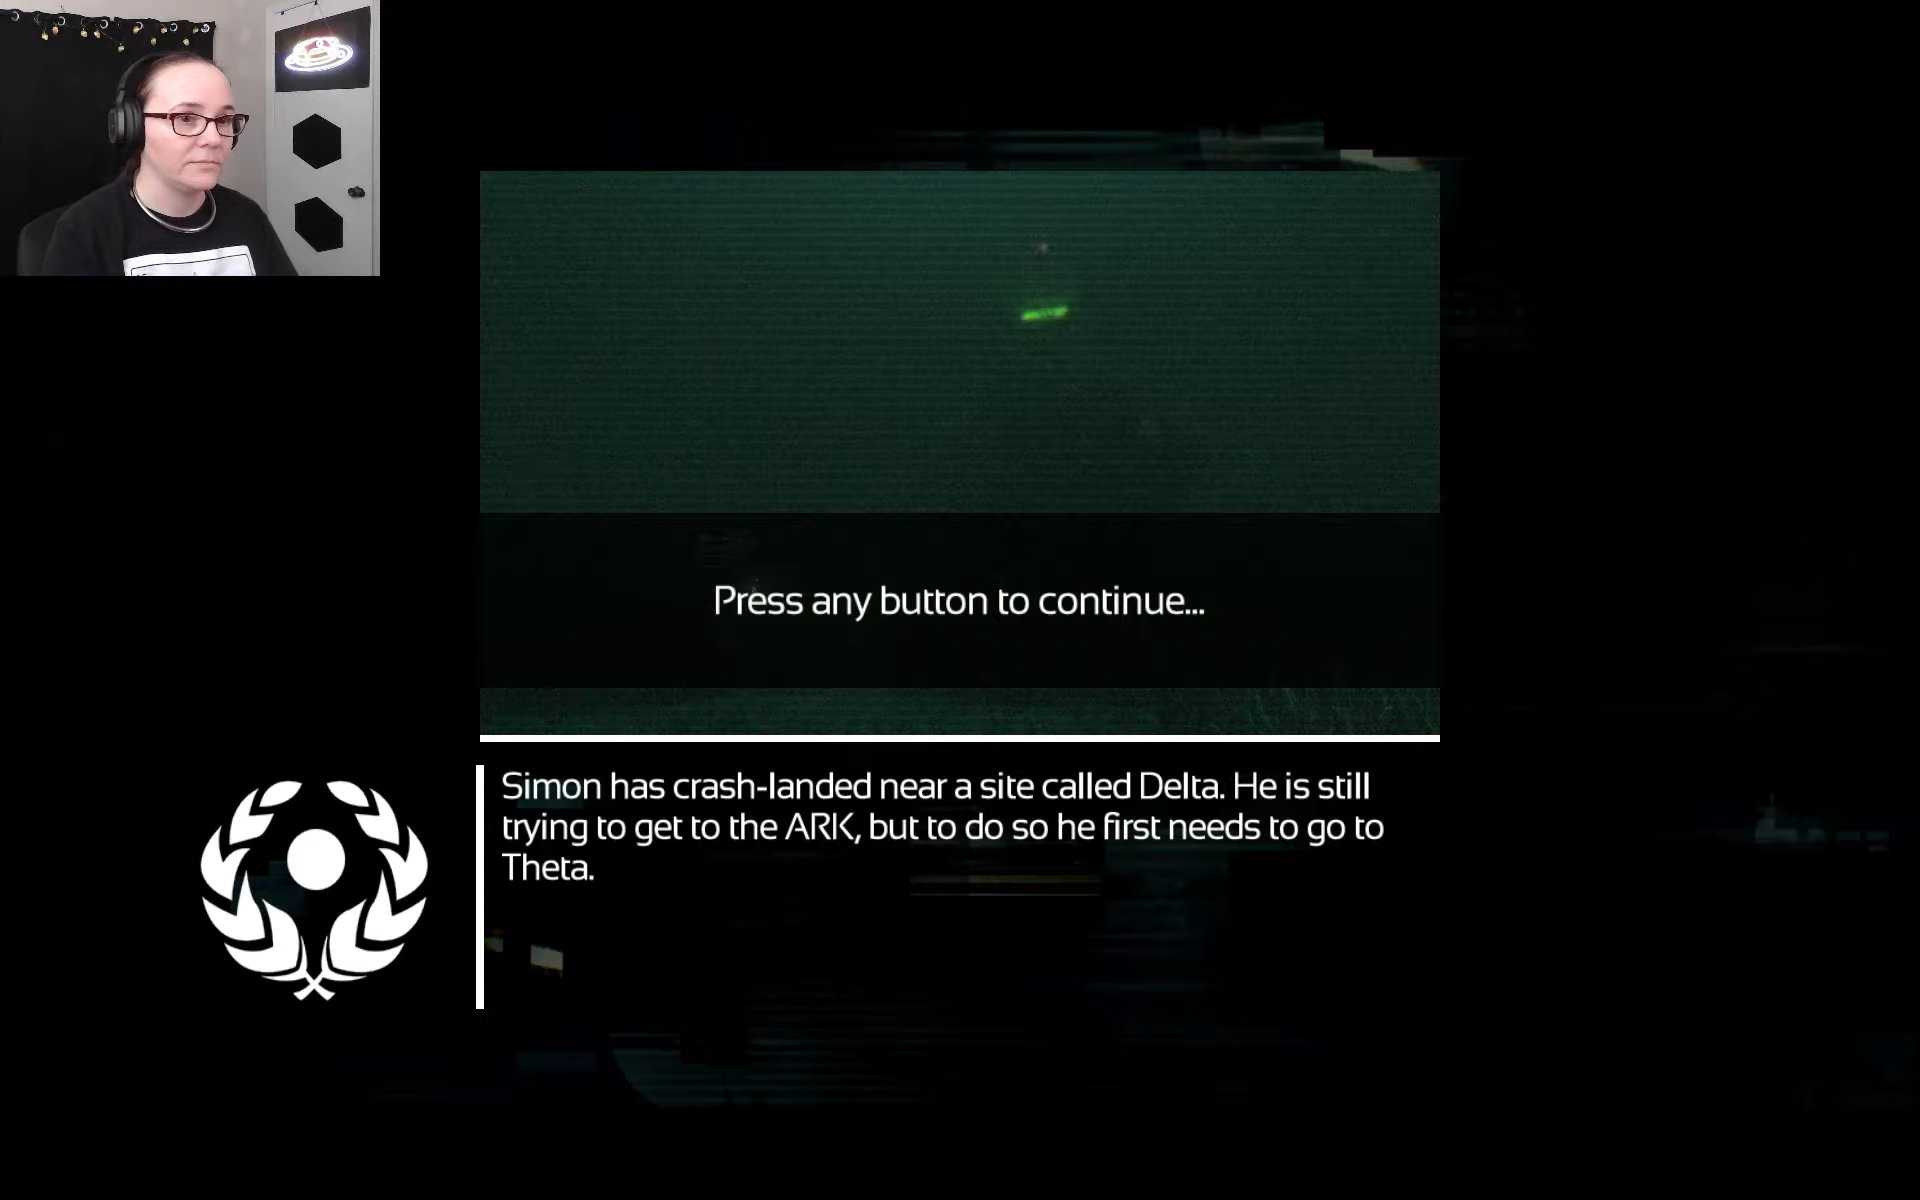 Press any button to continue...
Simon has crash-landed near a site called Delta. He is still
trying to get to the ARK, but to do so he first needs to go to
Theta.